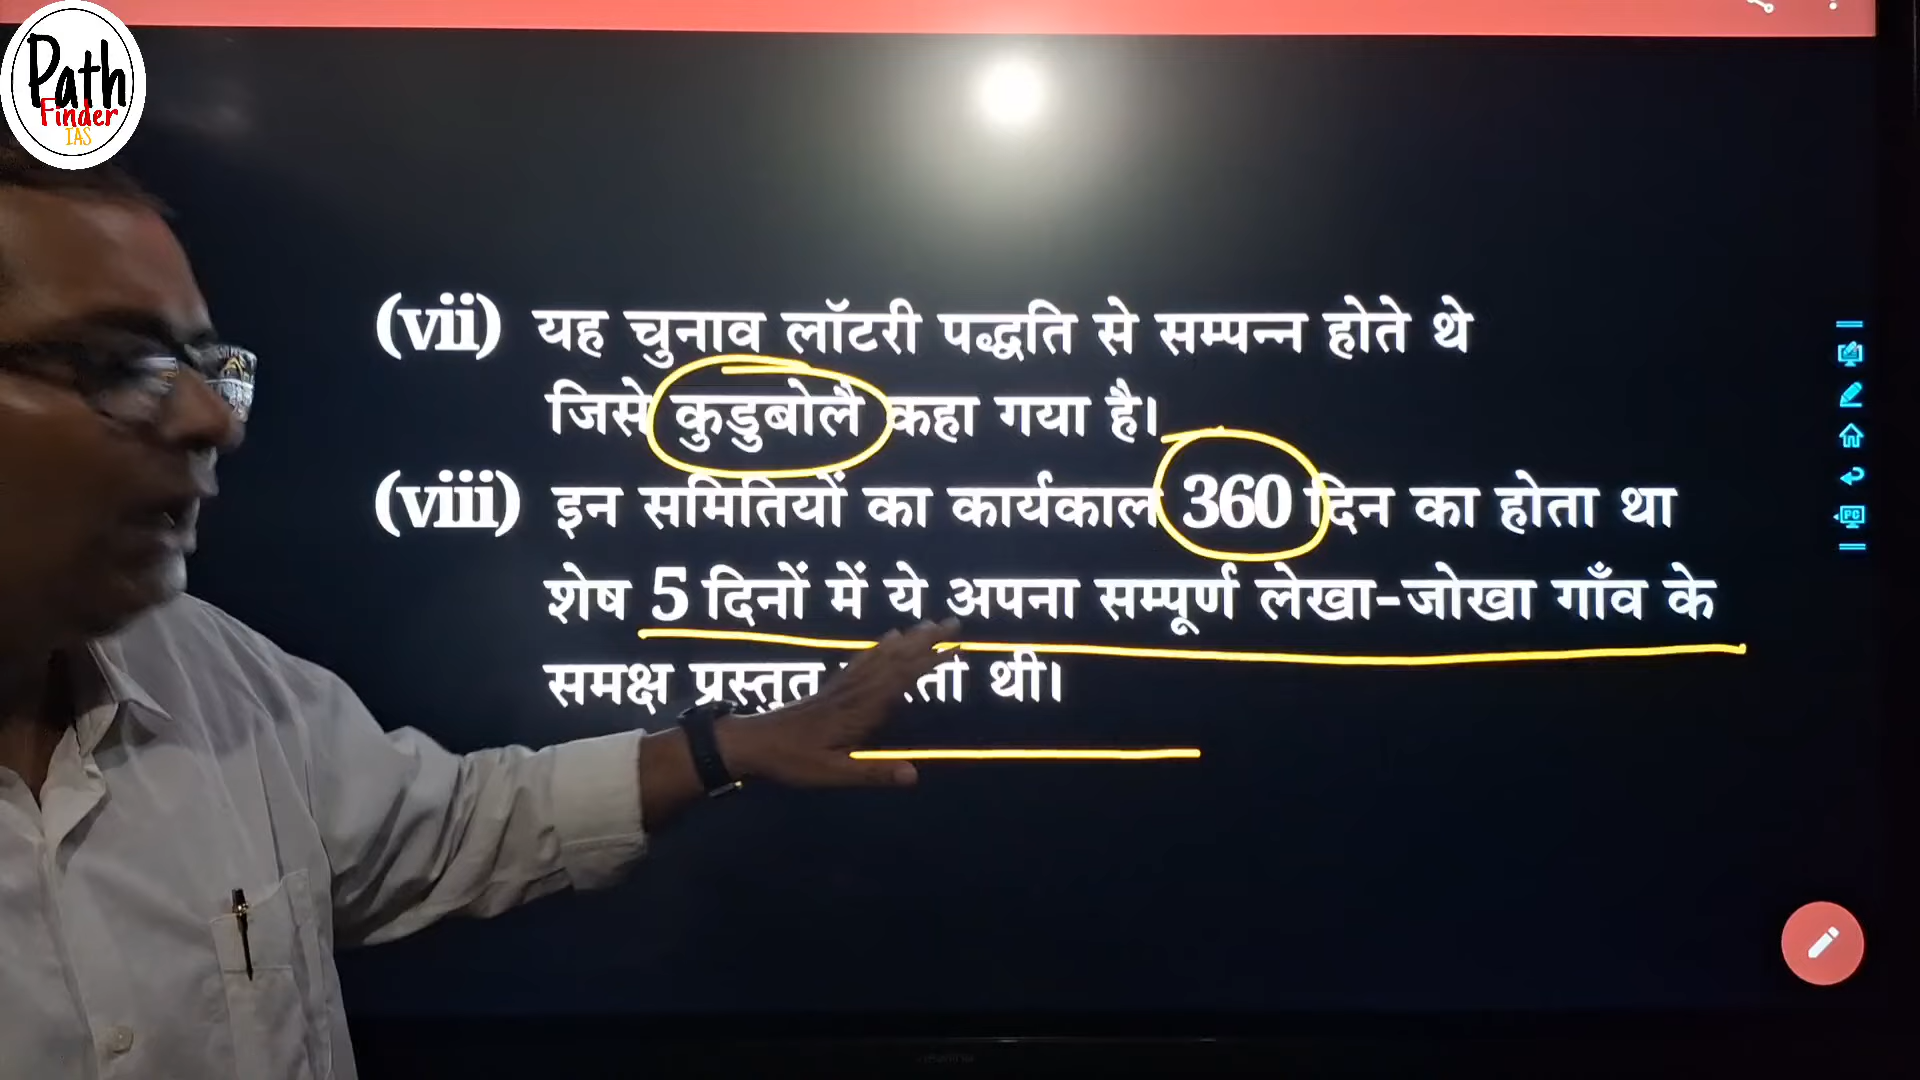 Path
Finder
IAS
(vii) यह चुनाव लॉटरी पद्धति से सम्पन्न होते थे
जिसे कुडुबोलै कहा गया है।
(viii) इन समितियों का कार्यकाल 360 दिन का होता था
शेष 5 दिनों में ये अपना सम्पूर्ण लेखा-जोखा गाँव के
समक्ष प्रस्तुत थी।